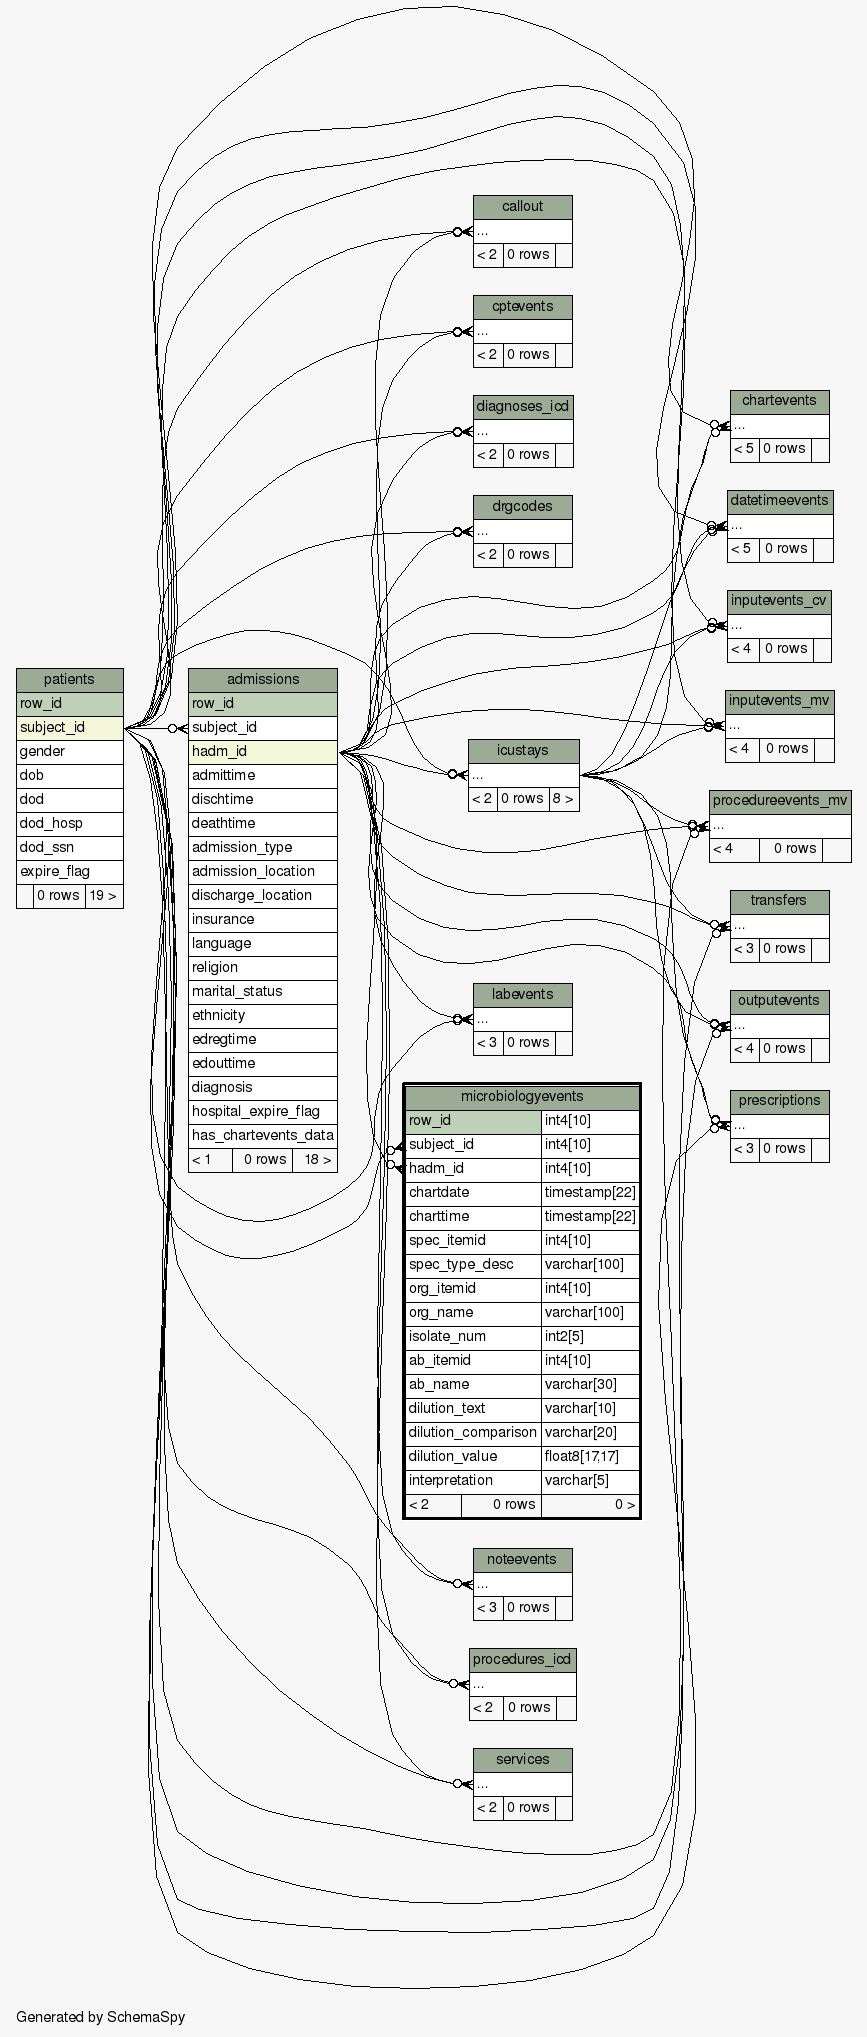 callout
...
< 2 0 rows
cptevents
...
< 2 0 rows
diagnoses_icd
...
< 2 0 rows
drgcodes
...
< 2 0 rows
chartevents
...
< 5 0 rows
datetimeevents
...
< 5 0 rows
inputevents_cv
...
< 4 0 rows
inputevents_mv
...
< 4 0 rows
procedureevents_mv
...
< 4 0 rows
transfers
...
< 3 0 rows
outputevents
...
< 4 0 rows
prescriptions
...
< 3 0 rows
patients
row_id
subject_id
gender
dob
dod
dod_hosp
dod_ssn
expire_flag
0 rows 19 >
admissions
row_id
subject_id
hadm_id
admittime
dischtime
deathtime
admission_type
admission_location
discharge_location
insurance
language
religion
marital_status
ethnicity
edregtime
edouttime
diagnosis
hospital_expire_flag
has_chartevents_data
< 1 0 rows 18 >
icustays
...
< 2 0 rows 8 >
labevents
...
< 3 0 rows
microbiologyevents
row_id int4[10]
subject_id int4[10]
hadm_id int4[10]
chartdate timestamp[22]
charttime timestamp[22]
spec_itemid int4[10]
spec_type_desc varchar[100]
org_itemid int4[10]
org_name varchar[100]
isolate_num int2[5]
ab_itemid int4[10]
ab_name varchar[30]
dilution_text varchar[10]
dilution_comparison varchar[20]
dilution_value float8[17,17]
interpretation varchar[5]
< 2 0 rows 0 >
noteevents
...
< 3 0 rows
procedures_icd
...
< 2 0 rows
services
...
< 2 0 rows
Generated by SchemaSpy